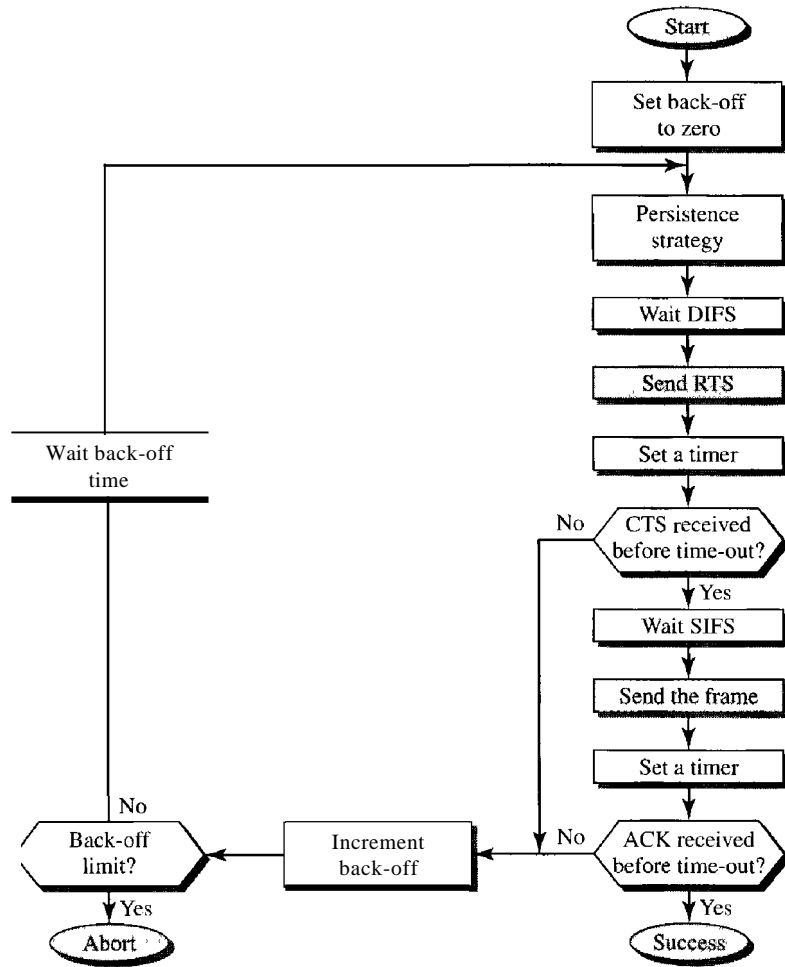 Start
Set back-off
to zero
Persistence
strategy
Wait DIFS
Send RTS
Wait back-off
time
Set a timer
No
CTS received
before time-out?
Yes
Wait SIFS
Send the frame
Set a timer
No
Back-off
limit?
Increment
back-off
No
ACK received
before time-out?
Yes
Yes
Abort
Success